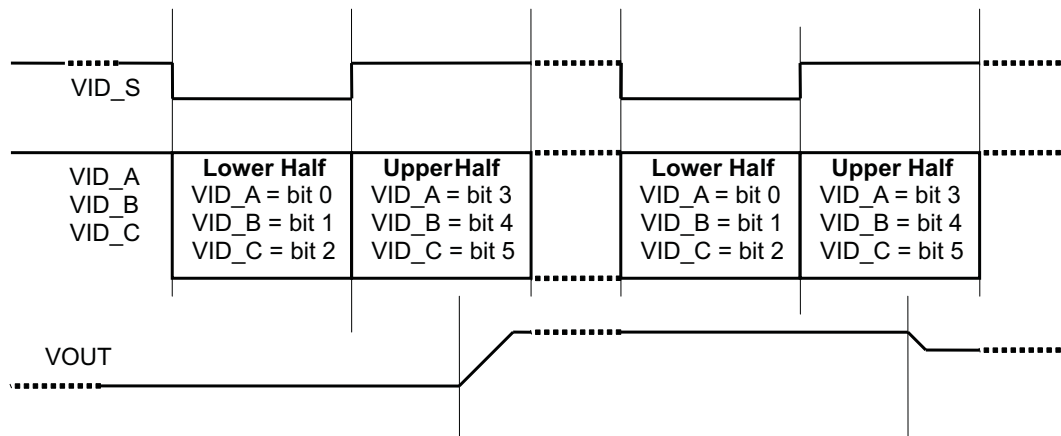 VID_S
VID_A
VID_B
VID_C
Lower Half
VID_A = bit 0
VID_B = bit 1
VID_C = bit 2
UpperHalf
VID_A = bit 3
VID_B = bit 4
VID_C = bit 5
Lower Half
VID_A = bit 0
VID_B = bit 1
VID_C = bit 2
Upper Half
VID_A = bit 3
VID_B = bit 4
VID_C = bit 5
VOUT